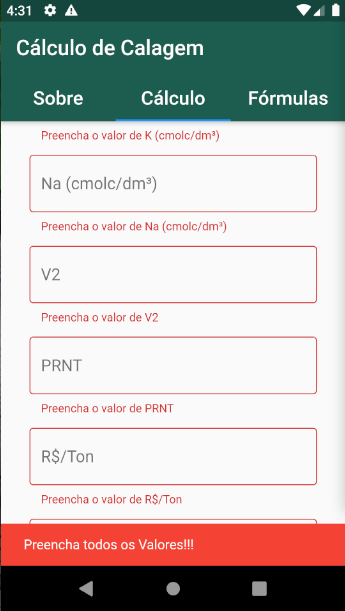 4:31
Cálculo de Calagem
Sobre Cálculo Fórmulas
Preencha o valor de K (cmolc/dm³)
Na (cmolc/dm³)
Preencha o valor de Na (cmolc/dm³)
V2
Preencha o valor de V2
PRNT
Preencha o valor de PRNT
R$/Ton
Preencha o valor de R$/Ton
Preencha todos os Valores!!!